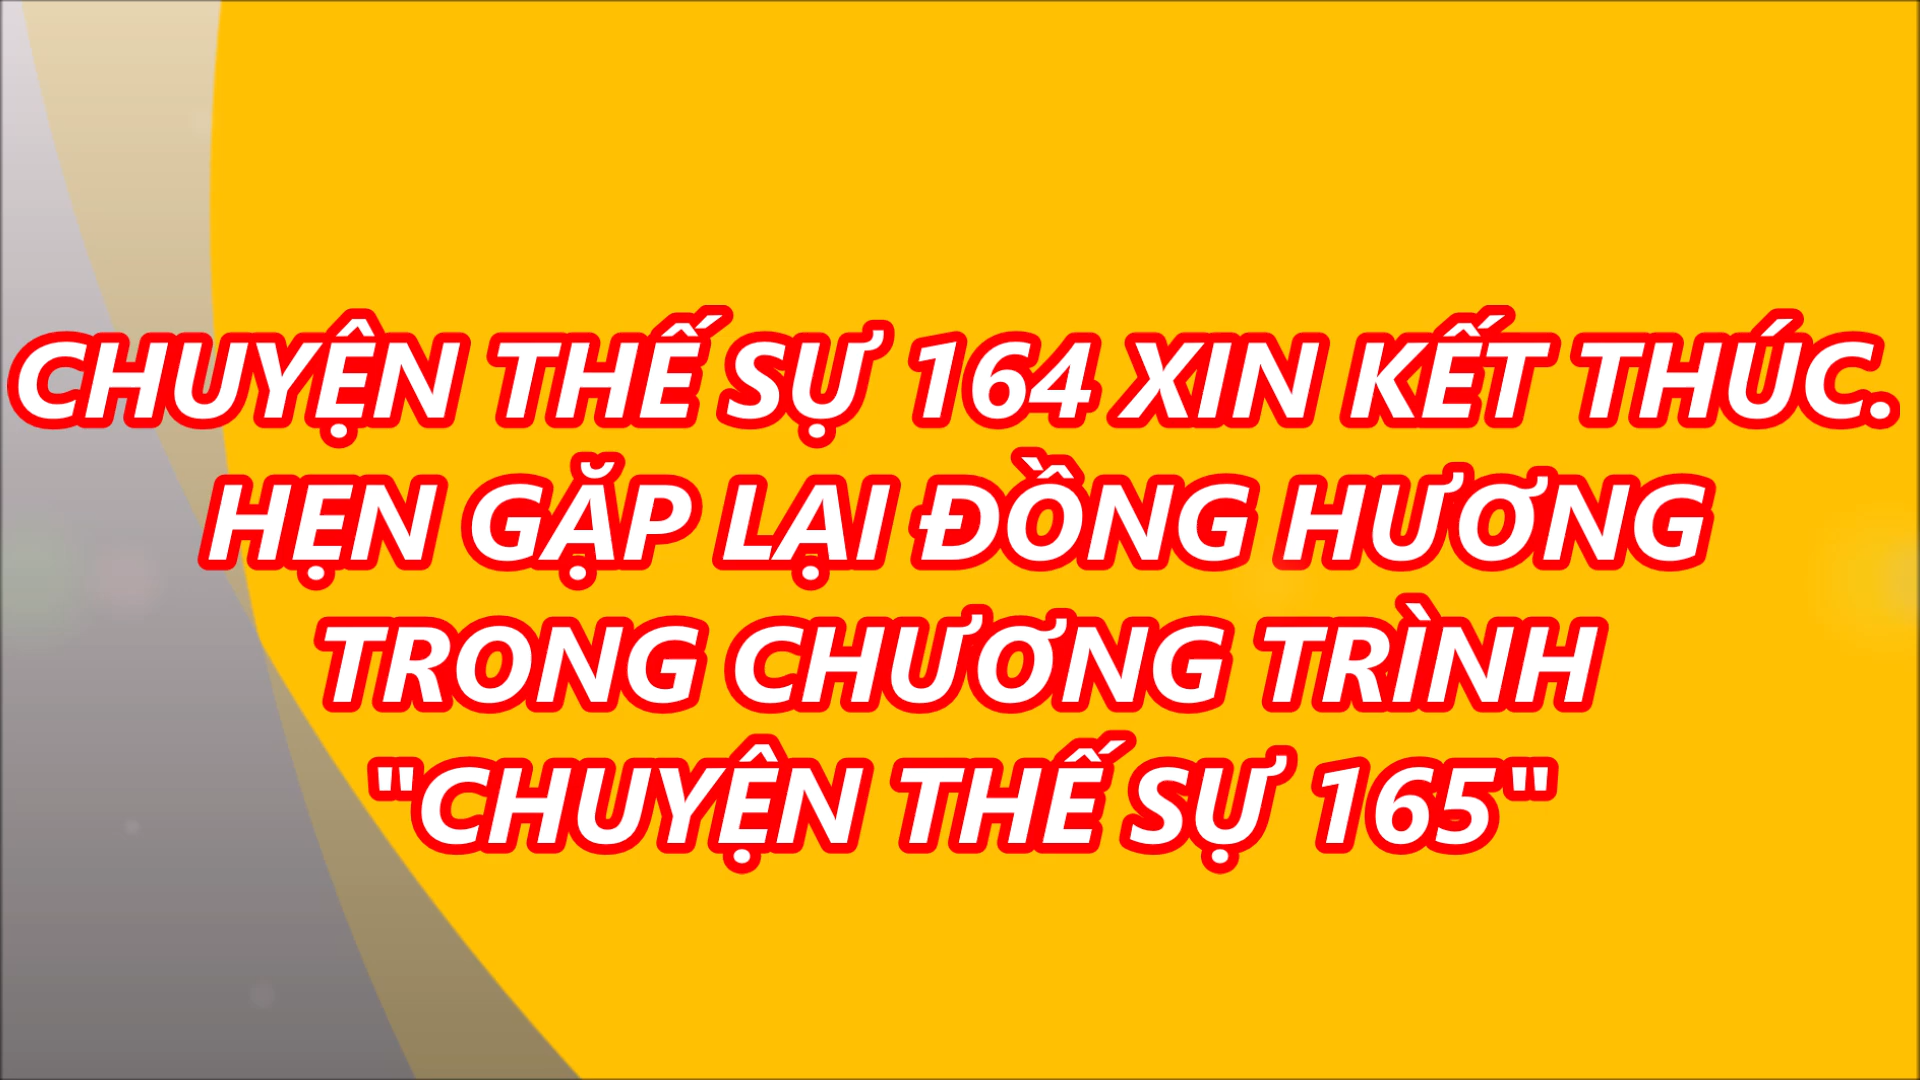 CHUYỆN THẾ SỰ 164 XIN KẾT THÚC.
HẸN GẶP LẠI ĐỒNG HƯƠNG
TRONG CHƯƠNG TRÌNH
"CHUYỆN THẾ SỰ 165"